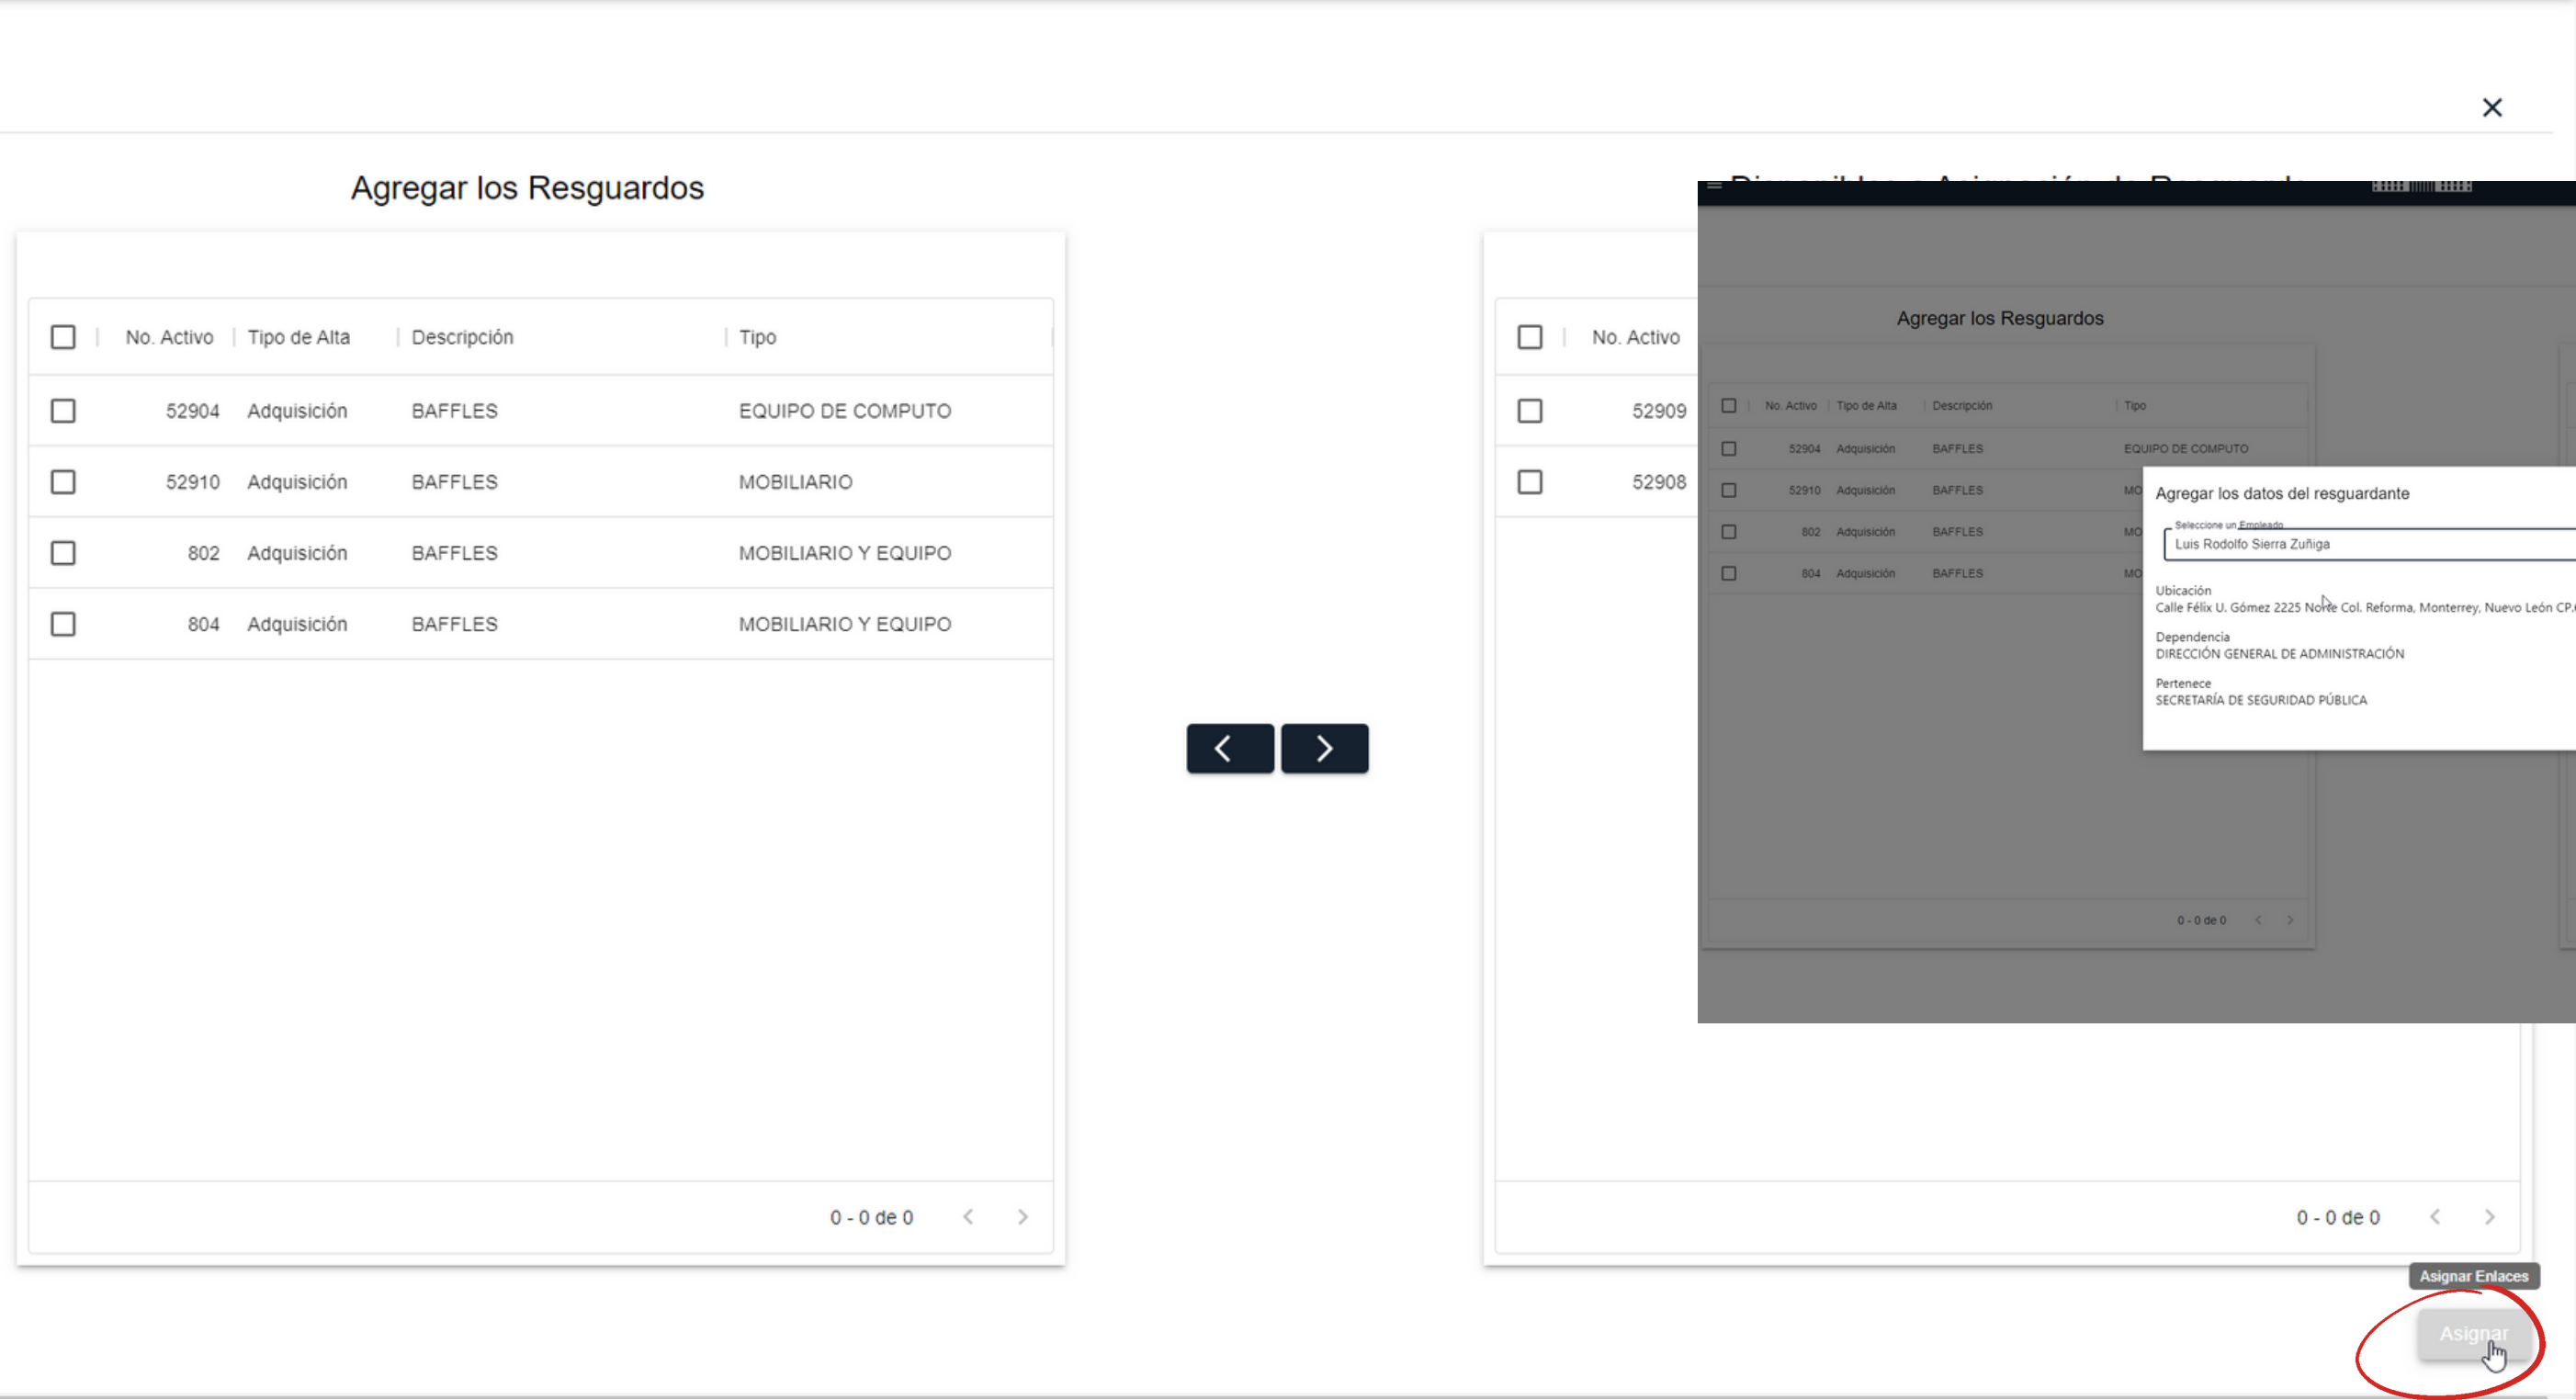 Agregar los Resguardos
No. Activo Tipo de Alta Descripción Tipo
52904 Adquisición BAFFLES EQUIPO DE COMPUTO
52910 Adquisición BAFFLES MOBILIARIO
802 Adquisición BAFFLES MOBILIARIO Y EQUIPO
804 Adquisición BAFFLES MOBILIARIO Y EQUIPO
0 - 0 de 0
No. Activo
52909
52908
0 - 0 de 0
Agregar los Resguardos
No. Activo Tipo de Alta Descripción Tipo
52904 Adquisición BAFFLES EQUIPO DE COMPUTO
52910 Adquisición BAFFLES MO
802 Adquisición BAFFLES MO
804 Adquisición BAFFLES MO
0 - 0 de 0
Agregar los datos del resguardante
Seleccione un Empleado
Luis Rodolfo Sierra Zuñiga
Ubicación
Calle Félix U. Gómez 2225 Norte Col. Reforma, Monterrey, Nuevo León CP.
Dependencia
DIRECCIÓN GENERAL DE ADMINISTRACIÓN
Pertenece
SECRETARÍA DE SEGURIDAD PÚBLICA
Asignar Enlaces
Asignar